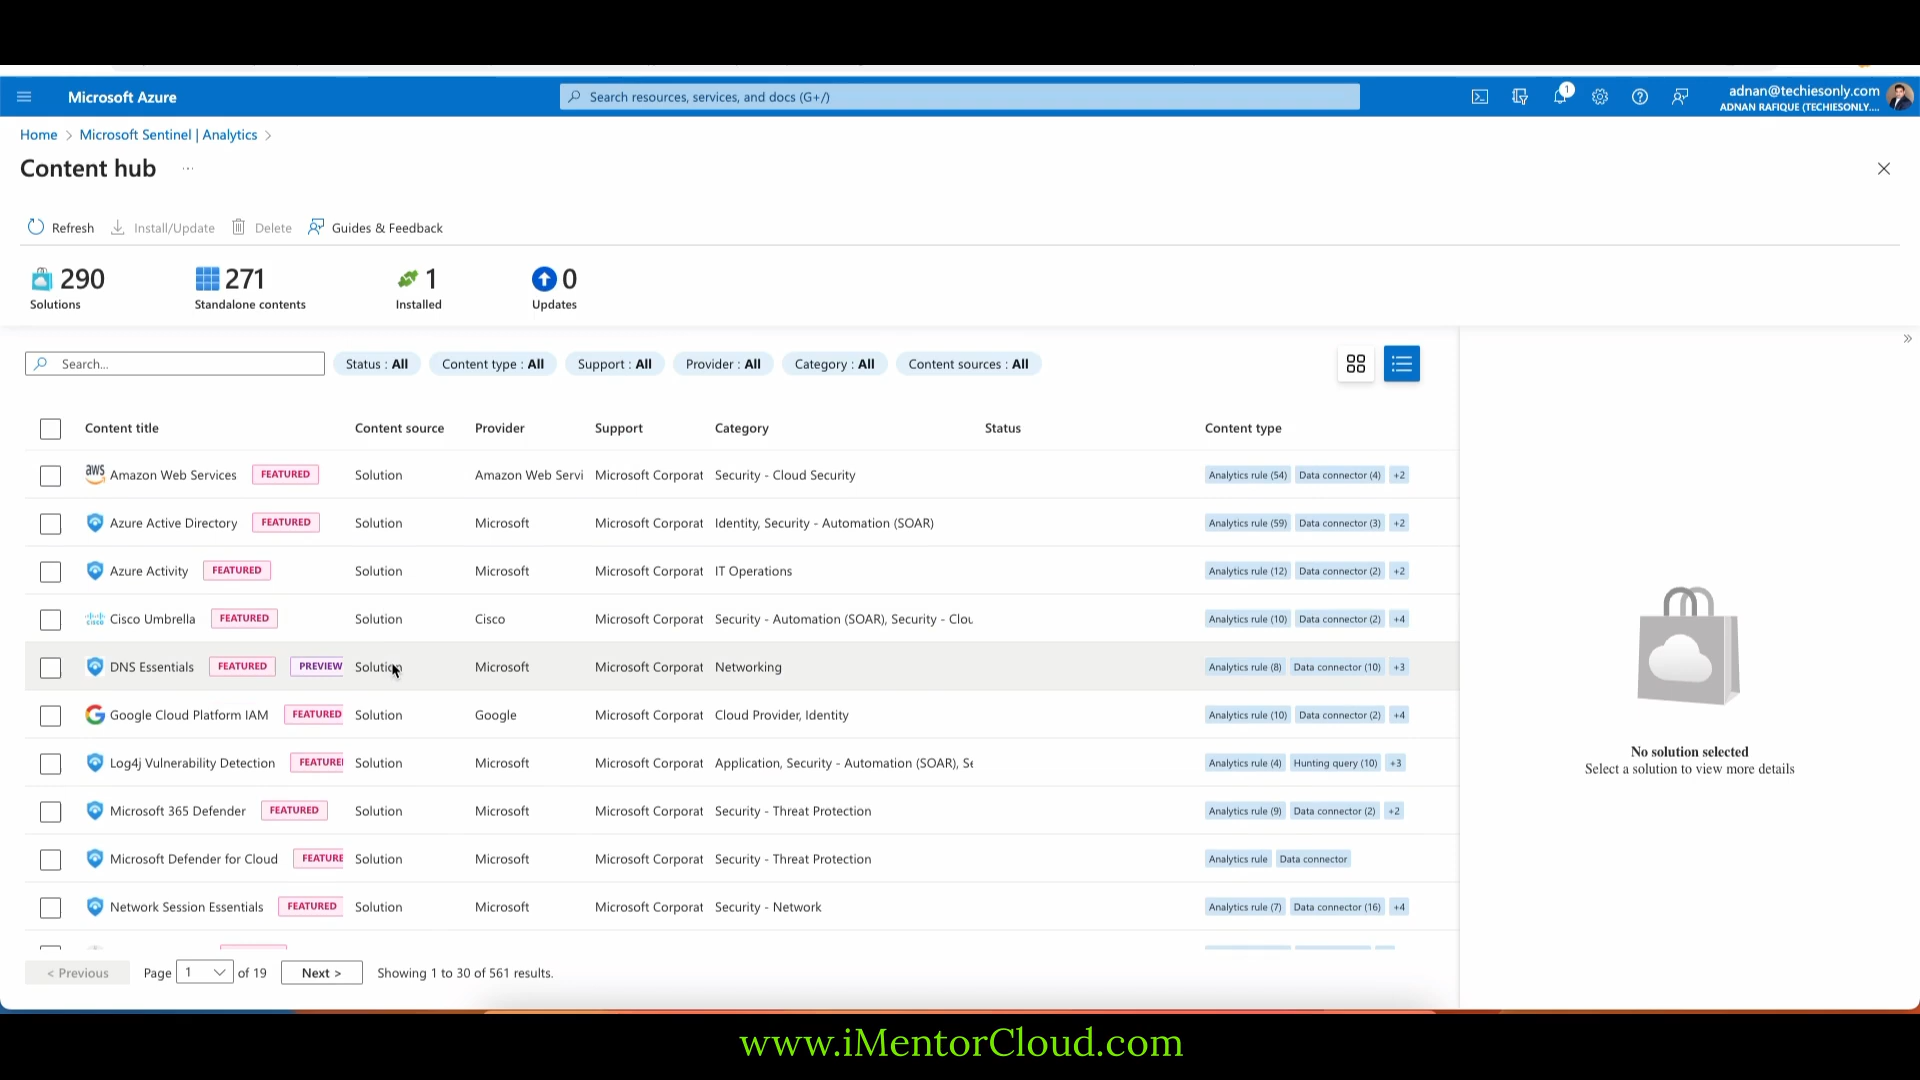 Microsoft Azure
Search resources, services, and docs (G+/)
1
adnan@techiesonly.com
ADNAN RAFIQUE (TECHIESONLY....
Home > Microsoft Sentinel | Analytics >
Content hub ...
Refresh Install/Update Delete Guides & Feedback
290 271 1 0
Solutions Standalone contents Installed Updates
Search... Status : All Content type : All Support : All Provider : All Category : All Content sources : All
Content title Content source Provider Support Category Status Content type
aws Amazon Web Services FEATURED Solution Amazon Web Servi Microsoft Corporat Security - Cloud Security Analytics rule (54) Data connector (4) +2
Azure Active Directory FEATURED Solution Microsoft Microsoft Corporat Identity, Security - Automation (SOAR) Analytics rule (59) Data connector (3) +2
Azure Activity FEATURED Solution Microsoft Microsoft Corporat IT Operations Analytics rule (12) Data connector (2) +2
cisco Cisco Umbrella FEATURED Solution Cisco Microsoft Corporat Security - Automation (SOAR), Security - Clou Analytics rule (10) Data connector (2) +4
DNS Essentials FEATURED PREVIEW Solution Microsoft Microsoft Corporat Networking Analytics rule (8) Data connector (10) +3
Google Cloud Platform IAM FEATURED Solution Google Microsoft Corporat Cloud Provider, Identity Analytics rule (10) Data connector (2) +4
Log4j Vulnerability Detection FEATURE Solution Microsoft Microsoft Corporat Application, Security - Automation (SOAR), Se Analytics rule (4) Hunting query (10) +3
Microsoft 365 Defender FEATURED Solution Microsoft Microsoft Corporat Security - Threat Protection Analytics rule (9) Data connector (2) +2
Microsoft Defender for Cloud FEATURE Solution Microsoft Microsoft Corporat Security - Threat Protection Analytics rule Data connector
Network Session Essentials FEATURED Solution Microsoft Microsoft Corporat Security - Network Analytics rule (7) Data connector (16) +4
No solution selected
Select a solution to view more details
< Previous Page 1 of 19 Next > Showing 1 to 30 of 561 results.
www.iMentorCloud.com